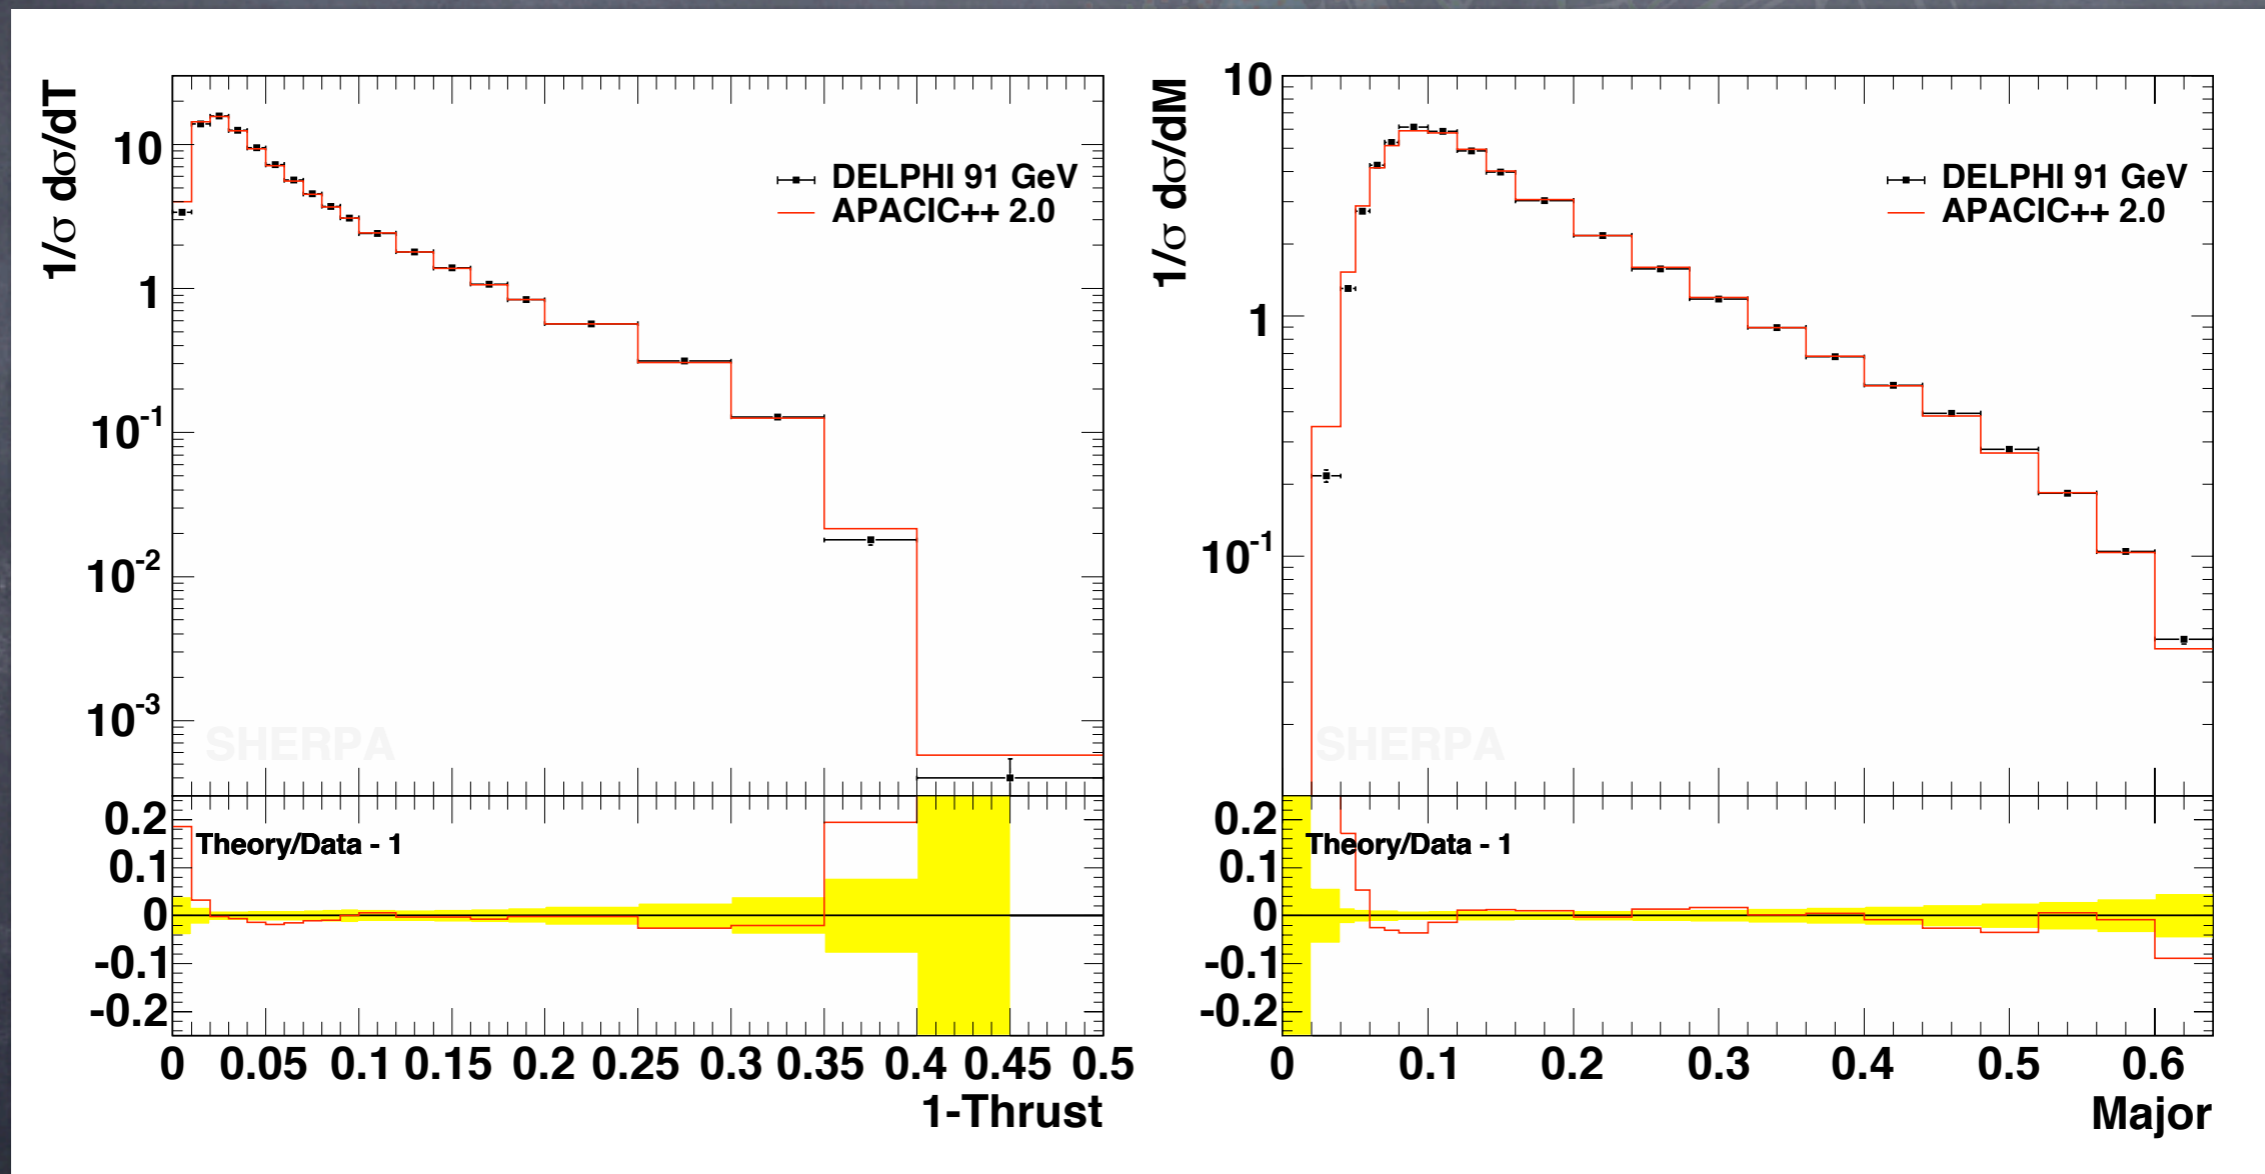 1/σ dσ/dT
10
1
10-1
10-2
10-3
DELPHI 91 GeV
APACIC++ 2.0
SHERPA
0.2
0.1
0
-0.1
-0.2
Theory/Data - 1
0 0.05 0.1 0.15 0.2 0.25 0.3 0.35 0.4 0.45 0.5
1-Thrust
1/σ dσ/dM
10
1
10-1
DELPHI 91 GeV
APACIC++ 2.0
SHERPA
0.2
0.1
0
-0.1
-0.2
Theory/Data - 1
0 0.1 0.2 0.3 0.4 0.5 0.6
Major